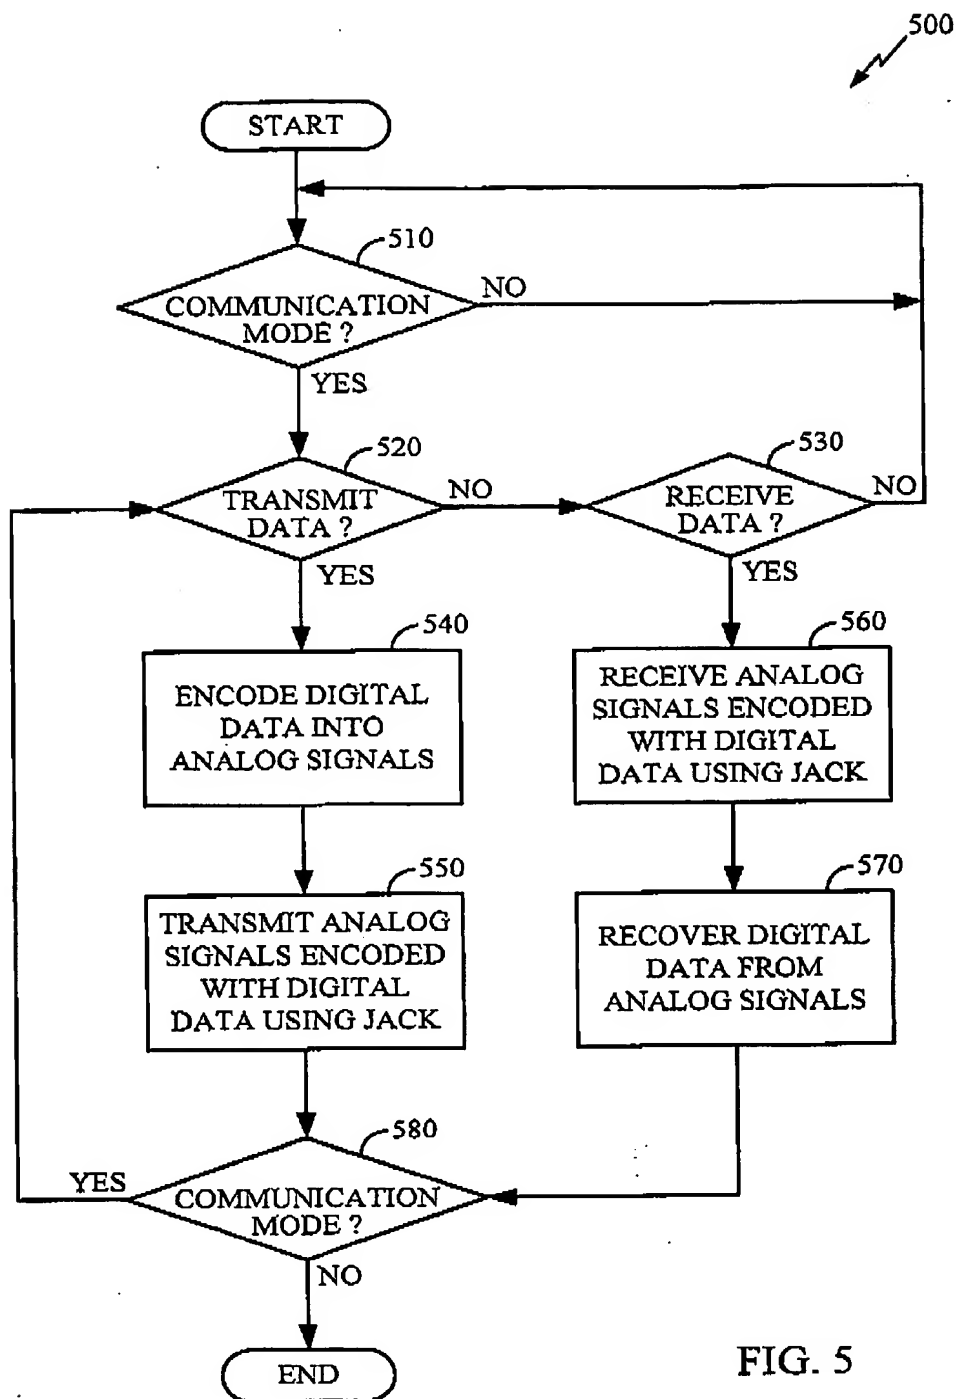 500
START
510
COMMUNICATION
MODE ?
NO
YES
520
TRANSMIT
DATA ?
NO
YES
530
RECEIVE
DATA ?
NO
YES
540
ENCODE DIGITAL
DATA INTO
ANALOG SIGNALS
560
RECEIVE ANALOG
SIGNALS ENCODED
WITH DIGITAL
DATA USING JACK
550
TRANSMIT ANALOG
SIGNALS ENCODED
WITH DIGITAL
DATA USING JACK
570
RECOVER DIGITAL
DATA FROM
ANALOG SIGNALS
580
COMMUNICATION
MODE ?
YES
NO
END
FIG. 5